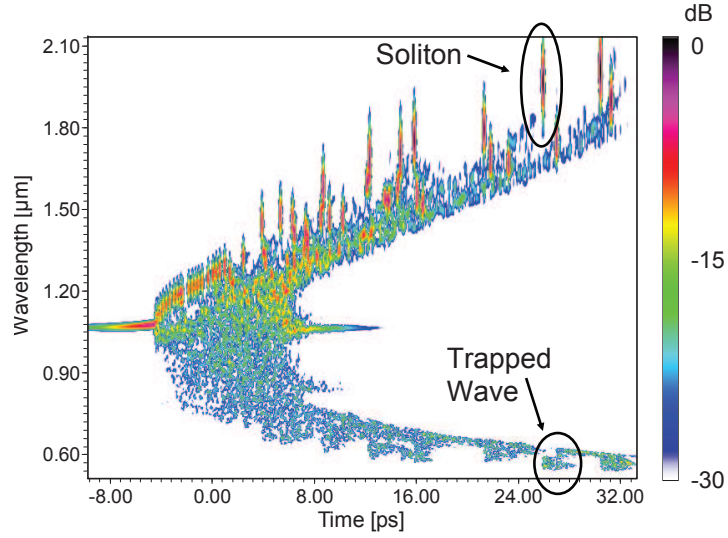 dB
2.10
Soliton
0
1.80
1.50
-15
Wavelength [µm]
1.20
0.90
Trapped
Wave
0.60
-30
-8.00 0.00 8.00 16.00 24.00 32.00
Time [ps]